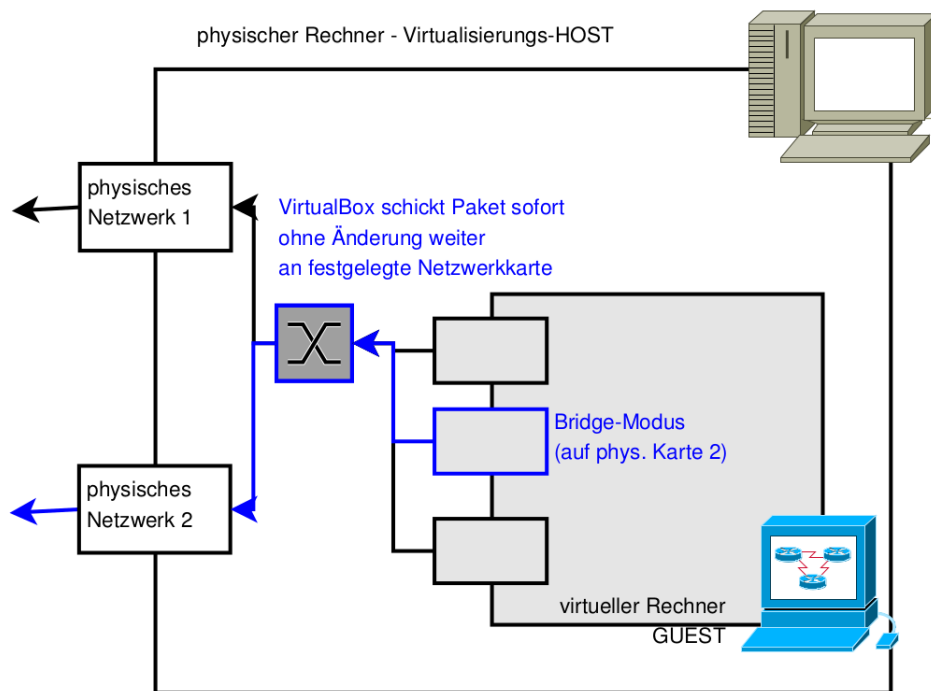 physischer Rechner - Virtualisierungs-HOST
physisches
Netzwerk 1
VirtualBox schickt Paket sofort
ohne Änderung weiter
an festgelegte Netzwerkkarte
Bridge-Modus
(auf phys. Karte 2)
physisches
Netzwerk 2
virtueller Rechner
GUEST